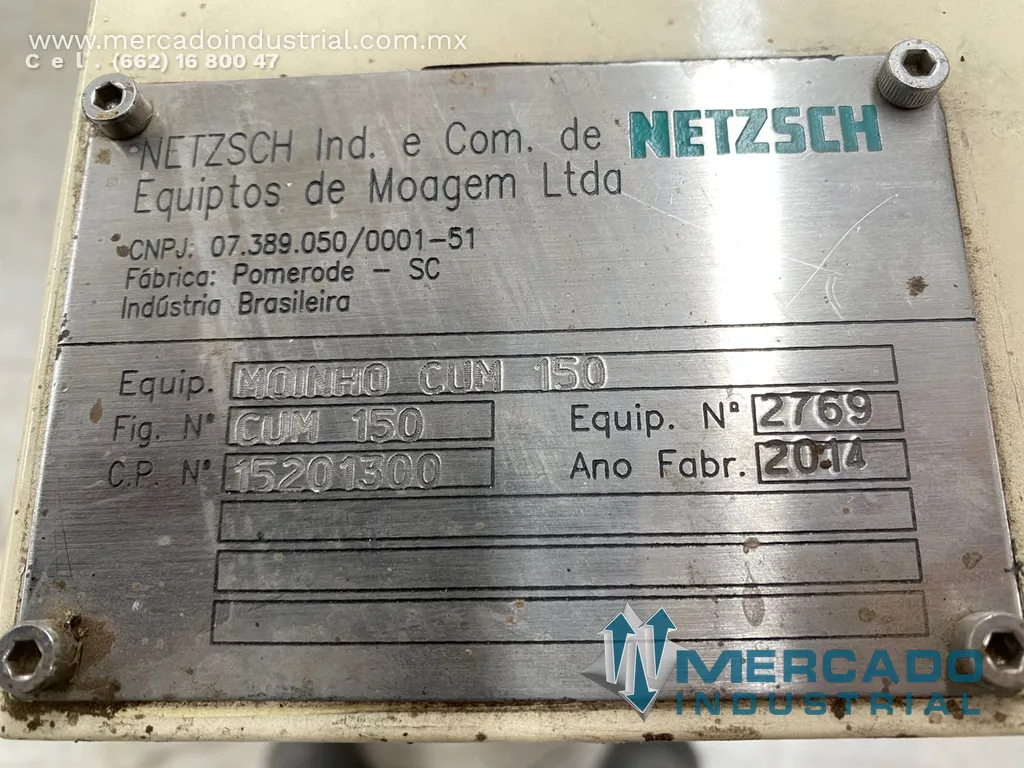 www.mercadoindustrial.com.mx
Cel. (662) 16 800 47
NETZSCH Ind. e Com. de
Equiptos de Moagem Ltda
NETZSCH
CNPJ: 07.389.050/0001-51
Fábrica: Pomerode - SC
Indústria Brasileira
Equip. MOINHO CUM 150
Fig. Nº CUM 150
Equip. Nº 2769
C.P. Nº 15201300
Ano Fabr. 2014
MERCADO
INDUSTRIAL